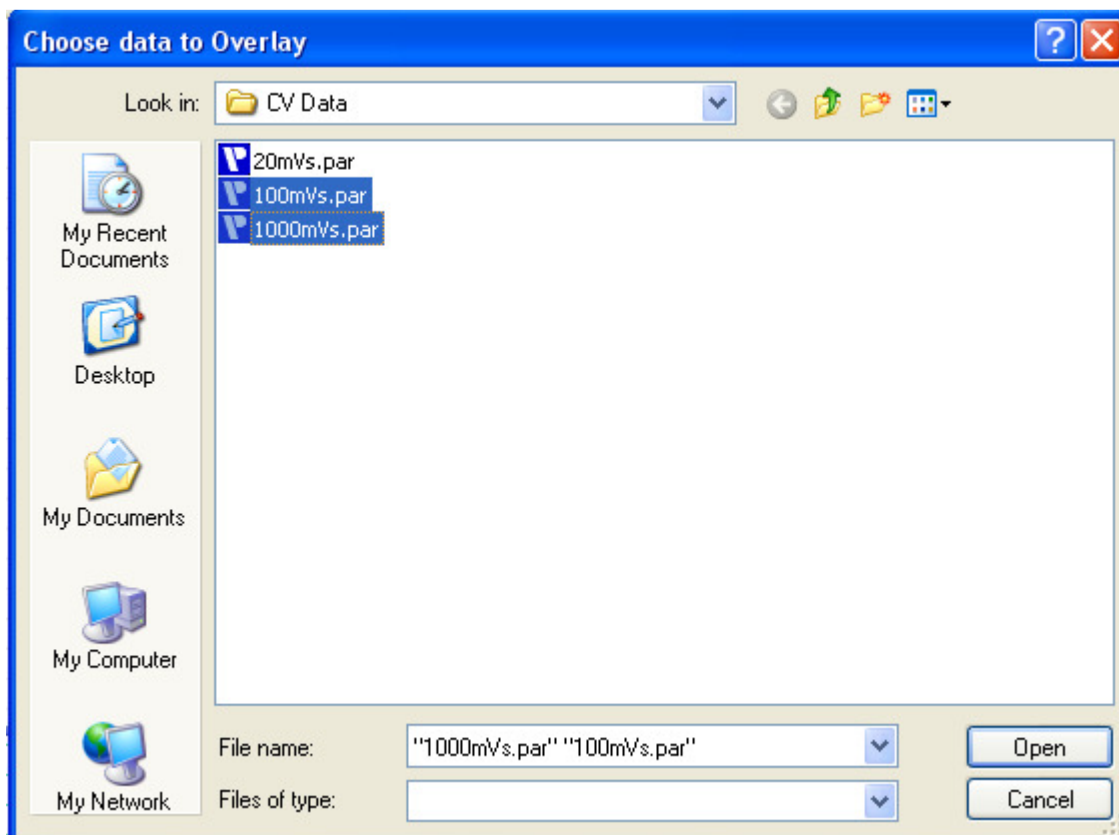 Choose data to Overlay
Look in:
CV Data
20mVs.par
100mVs.par
1000mVs.par
My Recent
Documents
Desktop
My Documents
My Computer
My Network
File name:
"1000mVs.par" "100mVs.par"
Open
Files of type:
Cancel